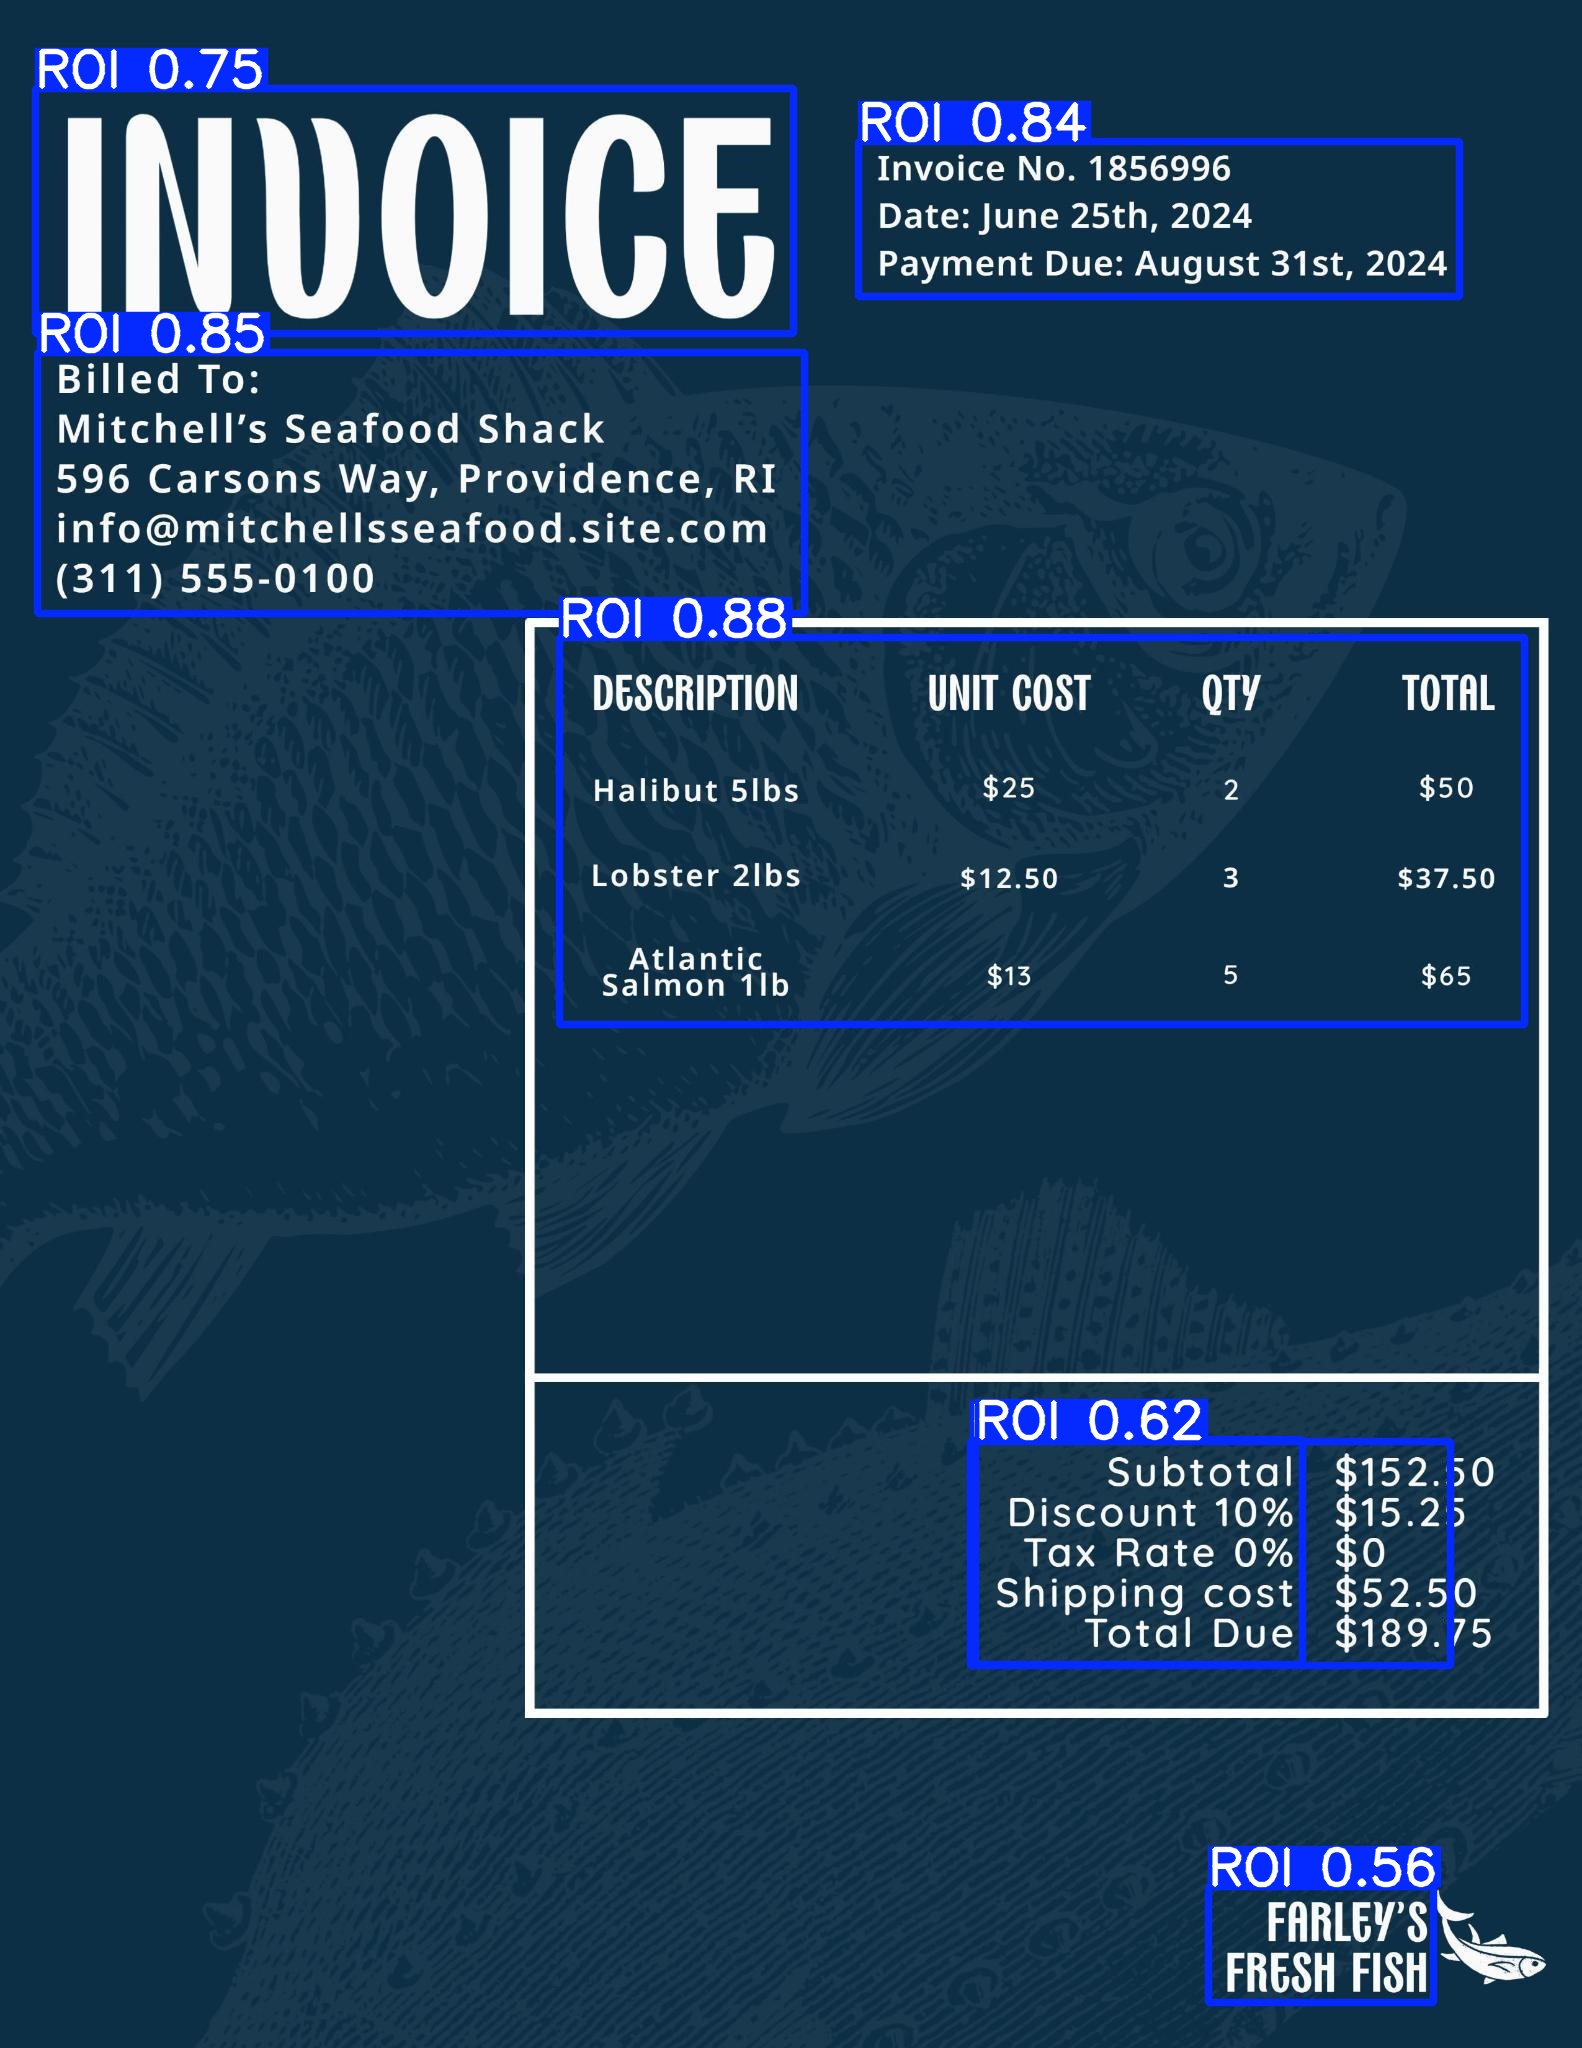 ROI 0.75
INVOICE
ROI 0.84
Invoice No. 1856996
Date: June 25th, 2024
Payment Due: August 31st, 2024
ROI 0.85
Billed To:
Mitchell’s Seafood Shack
596 Carsons Way, Providence, RI
info@mitchellsseafood.site.com
(311) 555-0100
ROI 0.88
DESCRIPTION UNIT COST QTY TOTAL
Halibut 5lbs $25 2 $50
Lobster 2lbs $12.50 3 $37.50
Atlantic
Salmon 1lb $13 5 $65
ROI 0.62
Subtotal $152.50
Discount 10% $15.25
Tax Rate 0% $0
Shipping cost $52.50
Total Due $189.75
ROI 0.56
FARLEY’S
FRESH FISH